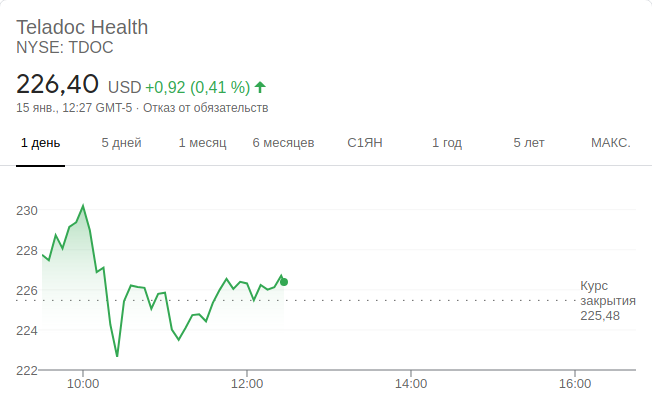 Teladoc Health
NYSE: TDOC
226,40 USD +0,92 (0,41 %)
15 янв., 12:27 GMT-5 · Отказ от обязательств
1 день 5 дней 1 месяц 6 месяцев С1ЯН 1 год 5 лет МАКС.
230
228
226
Курс
закрытия
225,48
224
222
10:00 12:00 14:00 16:00